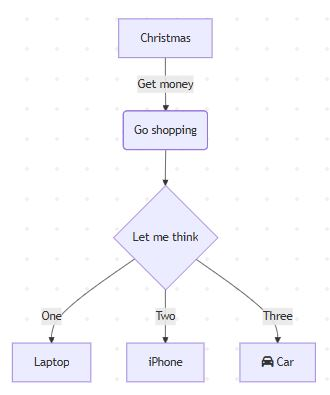 Christmas
Get money
Go shopping
Let me think
One
Two
Three
Laptop
iPhone
Car